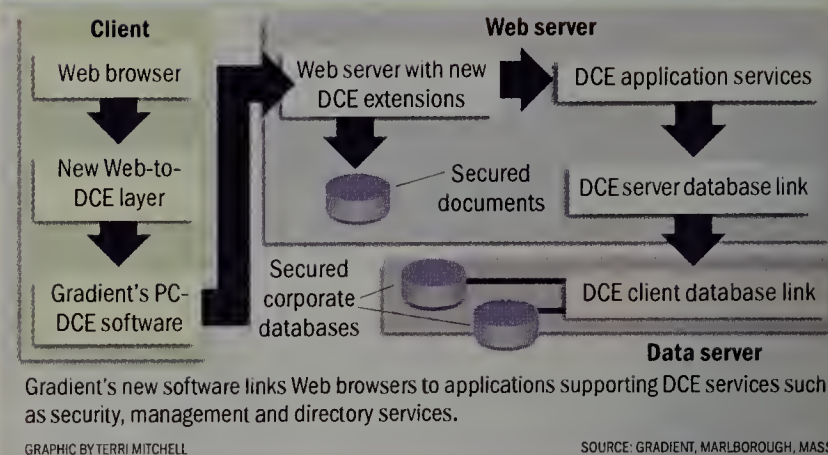 Client
Web browser
New Web-to-
DCE layer
Gradient's PC-
DCE software
Web server
Web server with new
DCE extensions
DCE application services
Secured
documents
DCE server database link
Secured
corporate
databases
DCE client database link
Data server
Gradient's new software links Web browsers to applications supporting DCE services such
as security, management and directory services.
GRAPHIC BY TERRI MITCHELL
SOURCE: GRADIENT, MARLBOROUGH, MASS